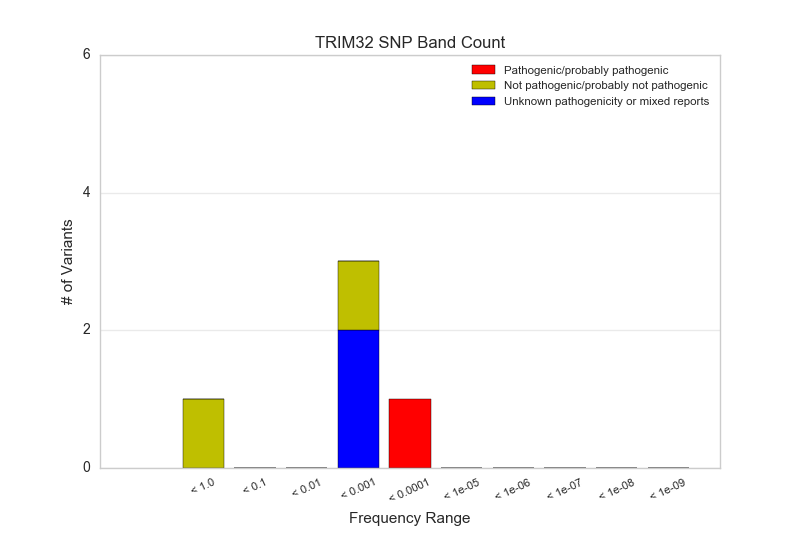 TRIM32 SNP Band Count
Pathogenic/probably pathogenic
Not pathogenic/probably not pathogenic
Unknown pathogenicity or mixed reports
# of Variants
6
4
2
0
< 1.0
< 0.1
< 0.01
< 0.001
< 0.0001
< 1e-05
< 1e-06
< 1e-07
< 1e-08
< 1e-09
Frequency Range